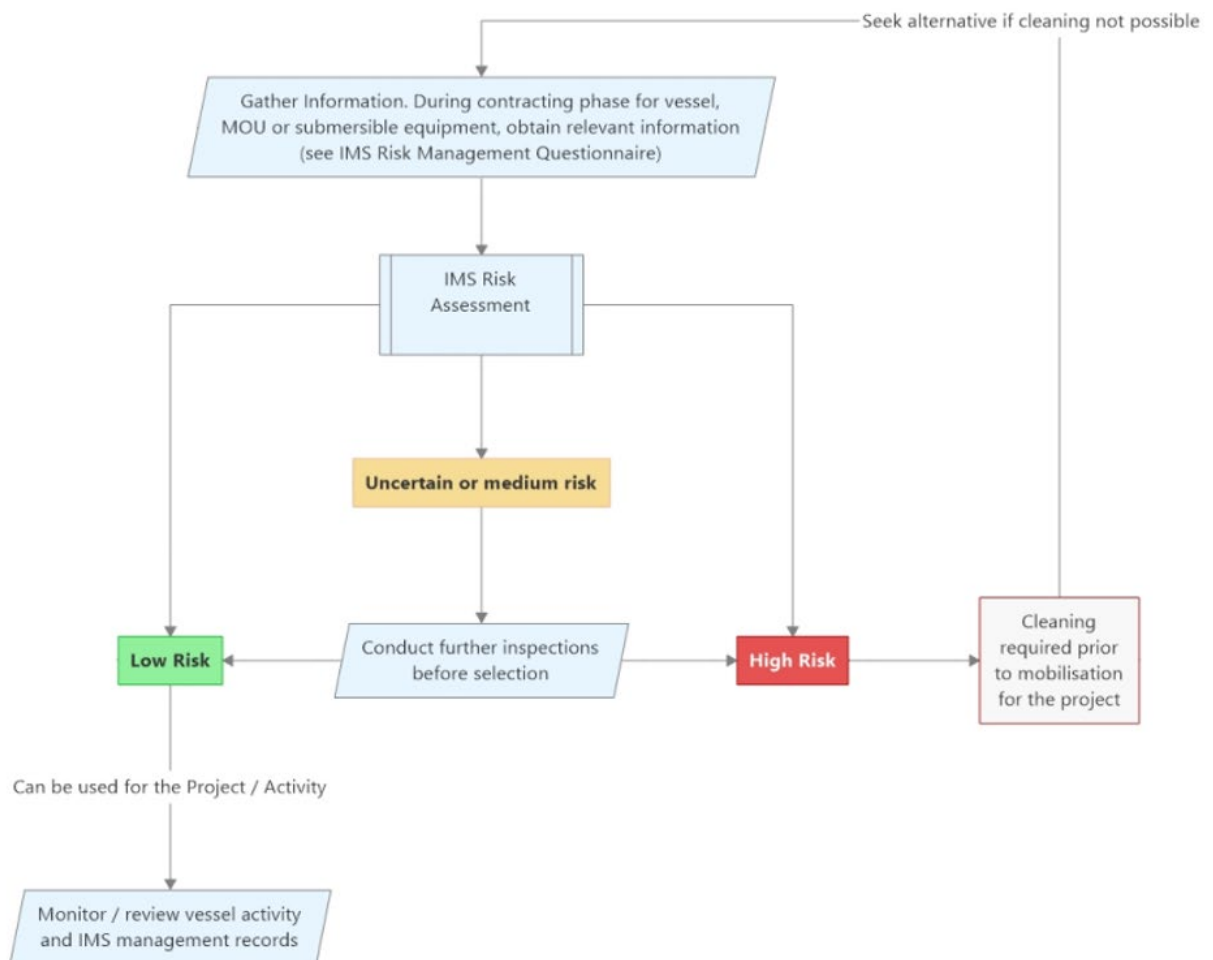 Seek alternative if cleaning not possible
Gather Information. During contracting phase for vessel,
MOU or submersible equipment, obtain relevant information
(see IMS Risk Management Questionnaire)
IMS Risk
Assessment
Uncertain or medium risk
Low Risk
Conduct further inspections
before selection
High Risk
Cleaning
required prior
to mobilisation
for the project
Can be used for the Project / Activity
Monitor / review vessel activity
and IMS management records